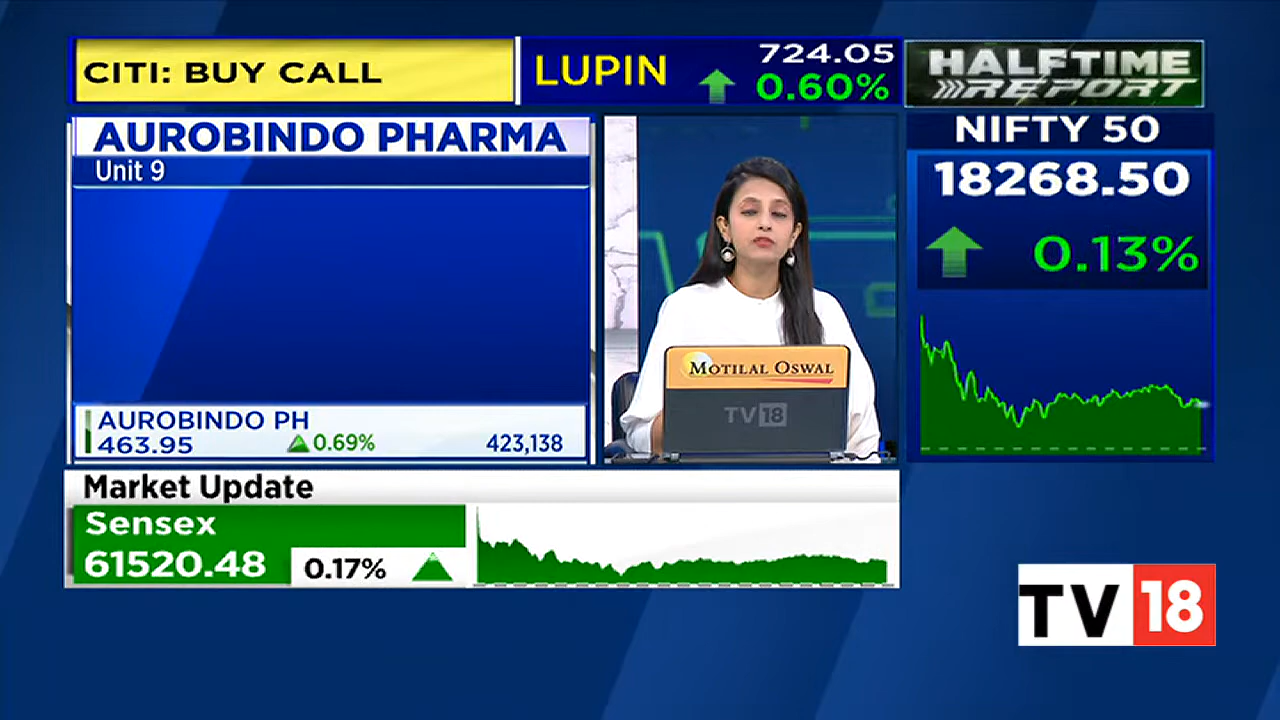 CITI: BUY CALL
LUPIN
724.05
0.60%
HALFTIME
REPORT
AUROBINDO PHARMA
Unit 9
NIFTY 50
18268.50
0.13%
MOTILAL OSWAL
TV18
AUROBINDO PH
463.95
0.69%
423,138
Market Update
Sensex
61520.48
0.17%
TV18